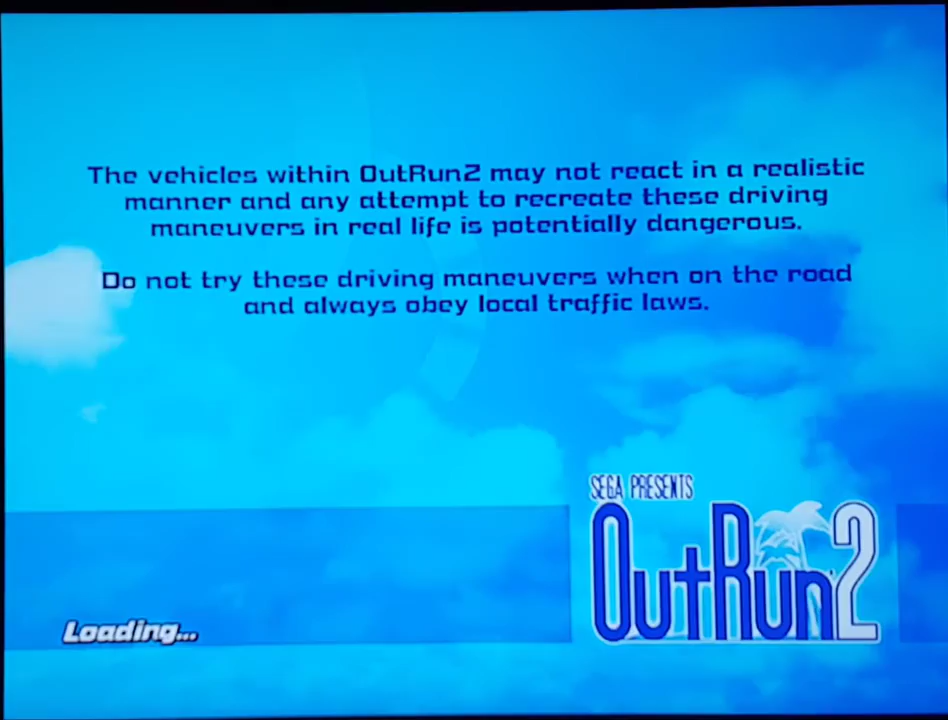 The vehicles within OutRun2 may not react in a realistic
manner and any attempt to recreate these driving
maneuvers in real life is potentially dangerous.
Do not try these driving maneuvers when on the road
and always obey local traffic laws.
SEGA PRESENTS
OutRun2
Loading...